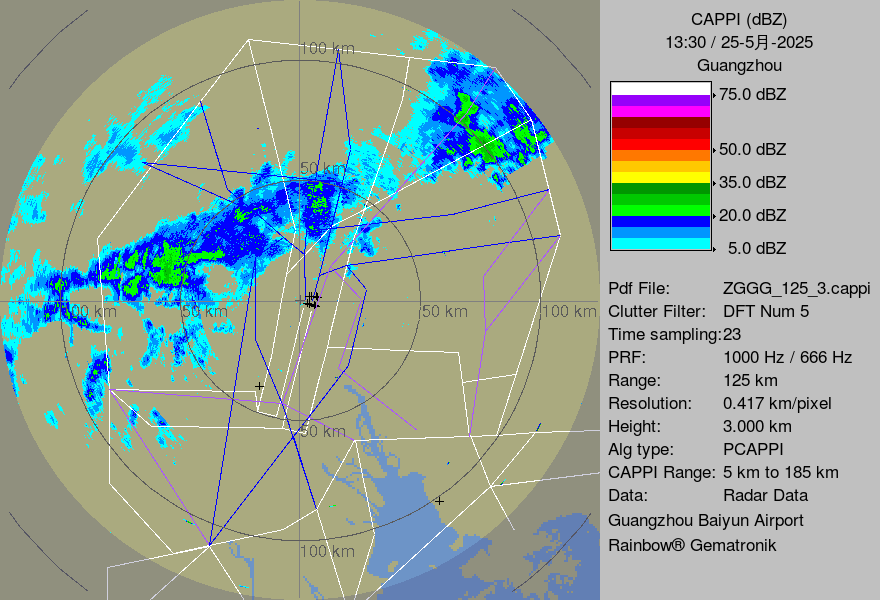 100 km
50 km
100 km
50 km
50 km
100 km
50 km
100 km
CAPPI (dBZ)
13:30 / 25-5月-2025
Guangzhou
75.0 dBZ
50.0 dBZ
35.0 dBZ
20.0 dBZ
5.0 dBZ
Pdf File: ZGGG_125_3.cappi
Clutter Filter: DFT Num 5
Time sampling:23
PRF: 1000 Hz / 666 Hz
Range: 125 km
Resolution: 0.417 km/pixel
Height: 3.000 km
Alg type: PCAPPI
CAPPI Range: 5 km to 185 km
Data: Radar Data
Guangzhou Baiyun Airport
Rainbow® Gematronik